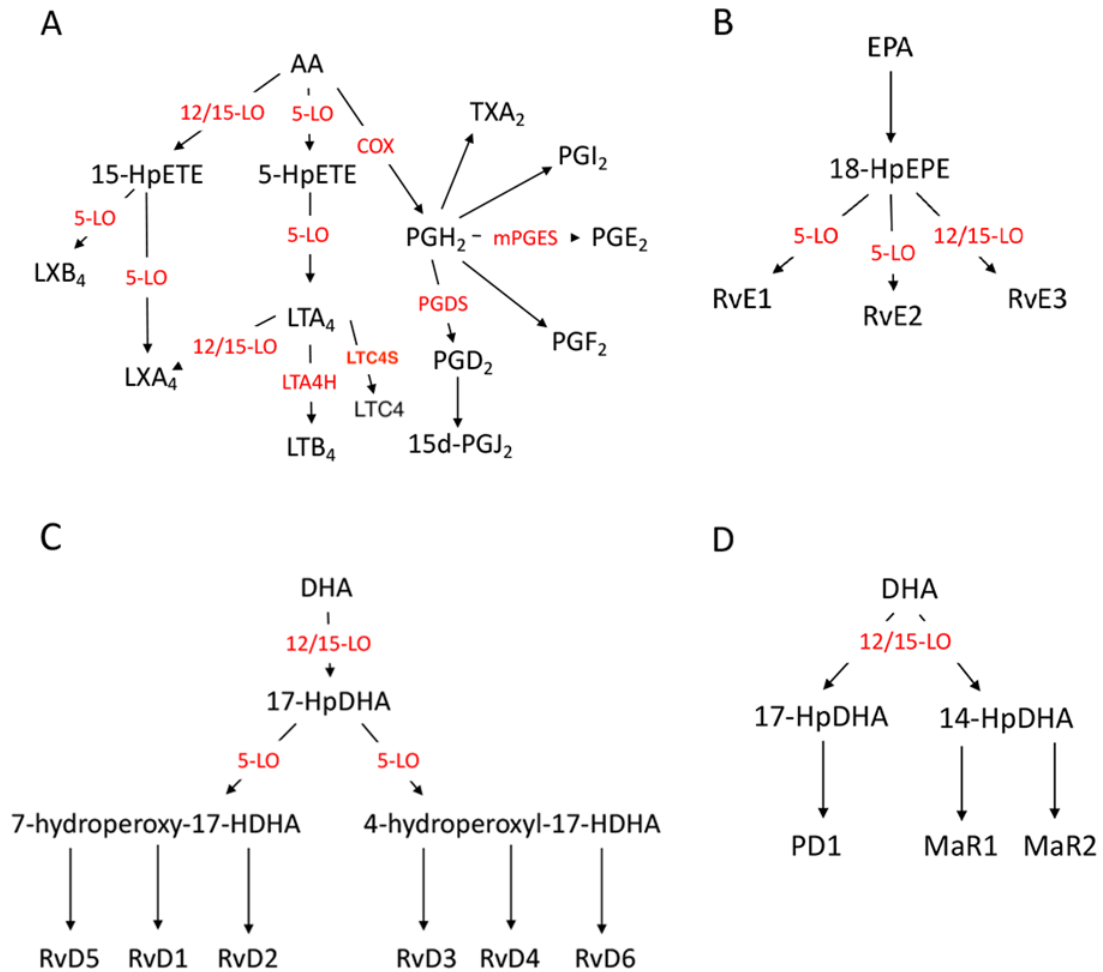 A
AA
12/15-LO 5-LO
COX
15-HpETE 5-HpETE
TXA2
PGI2
5-LO 5-LO
PGH2 mPGES PGE2
LXB4 5-LO
PGDS
LTA4
12/15-LO LTC4S
PGF2
LXA4 LTA4H PGD2
LTC4
LTB4 15d-PGJ2
B
EPA
18-HpEPE
5-LO 5-LO 12/15-LO
RvE1 RvE2 RvE3
C
DHA
12/15-LO
17-HpDHA
5-LO 5-LO
7-hydroperoxy-17-HDHA 4-hydroperoxyl-17-HDHA
RvD5 RvD1 RvD2 RvD3 RvD4 RvD6
D
DHA
12/15-LO
17-HpDHA 14-HpDHA
PD1 MaR1 MaR2